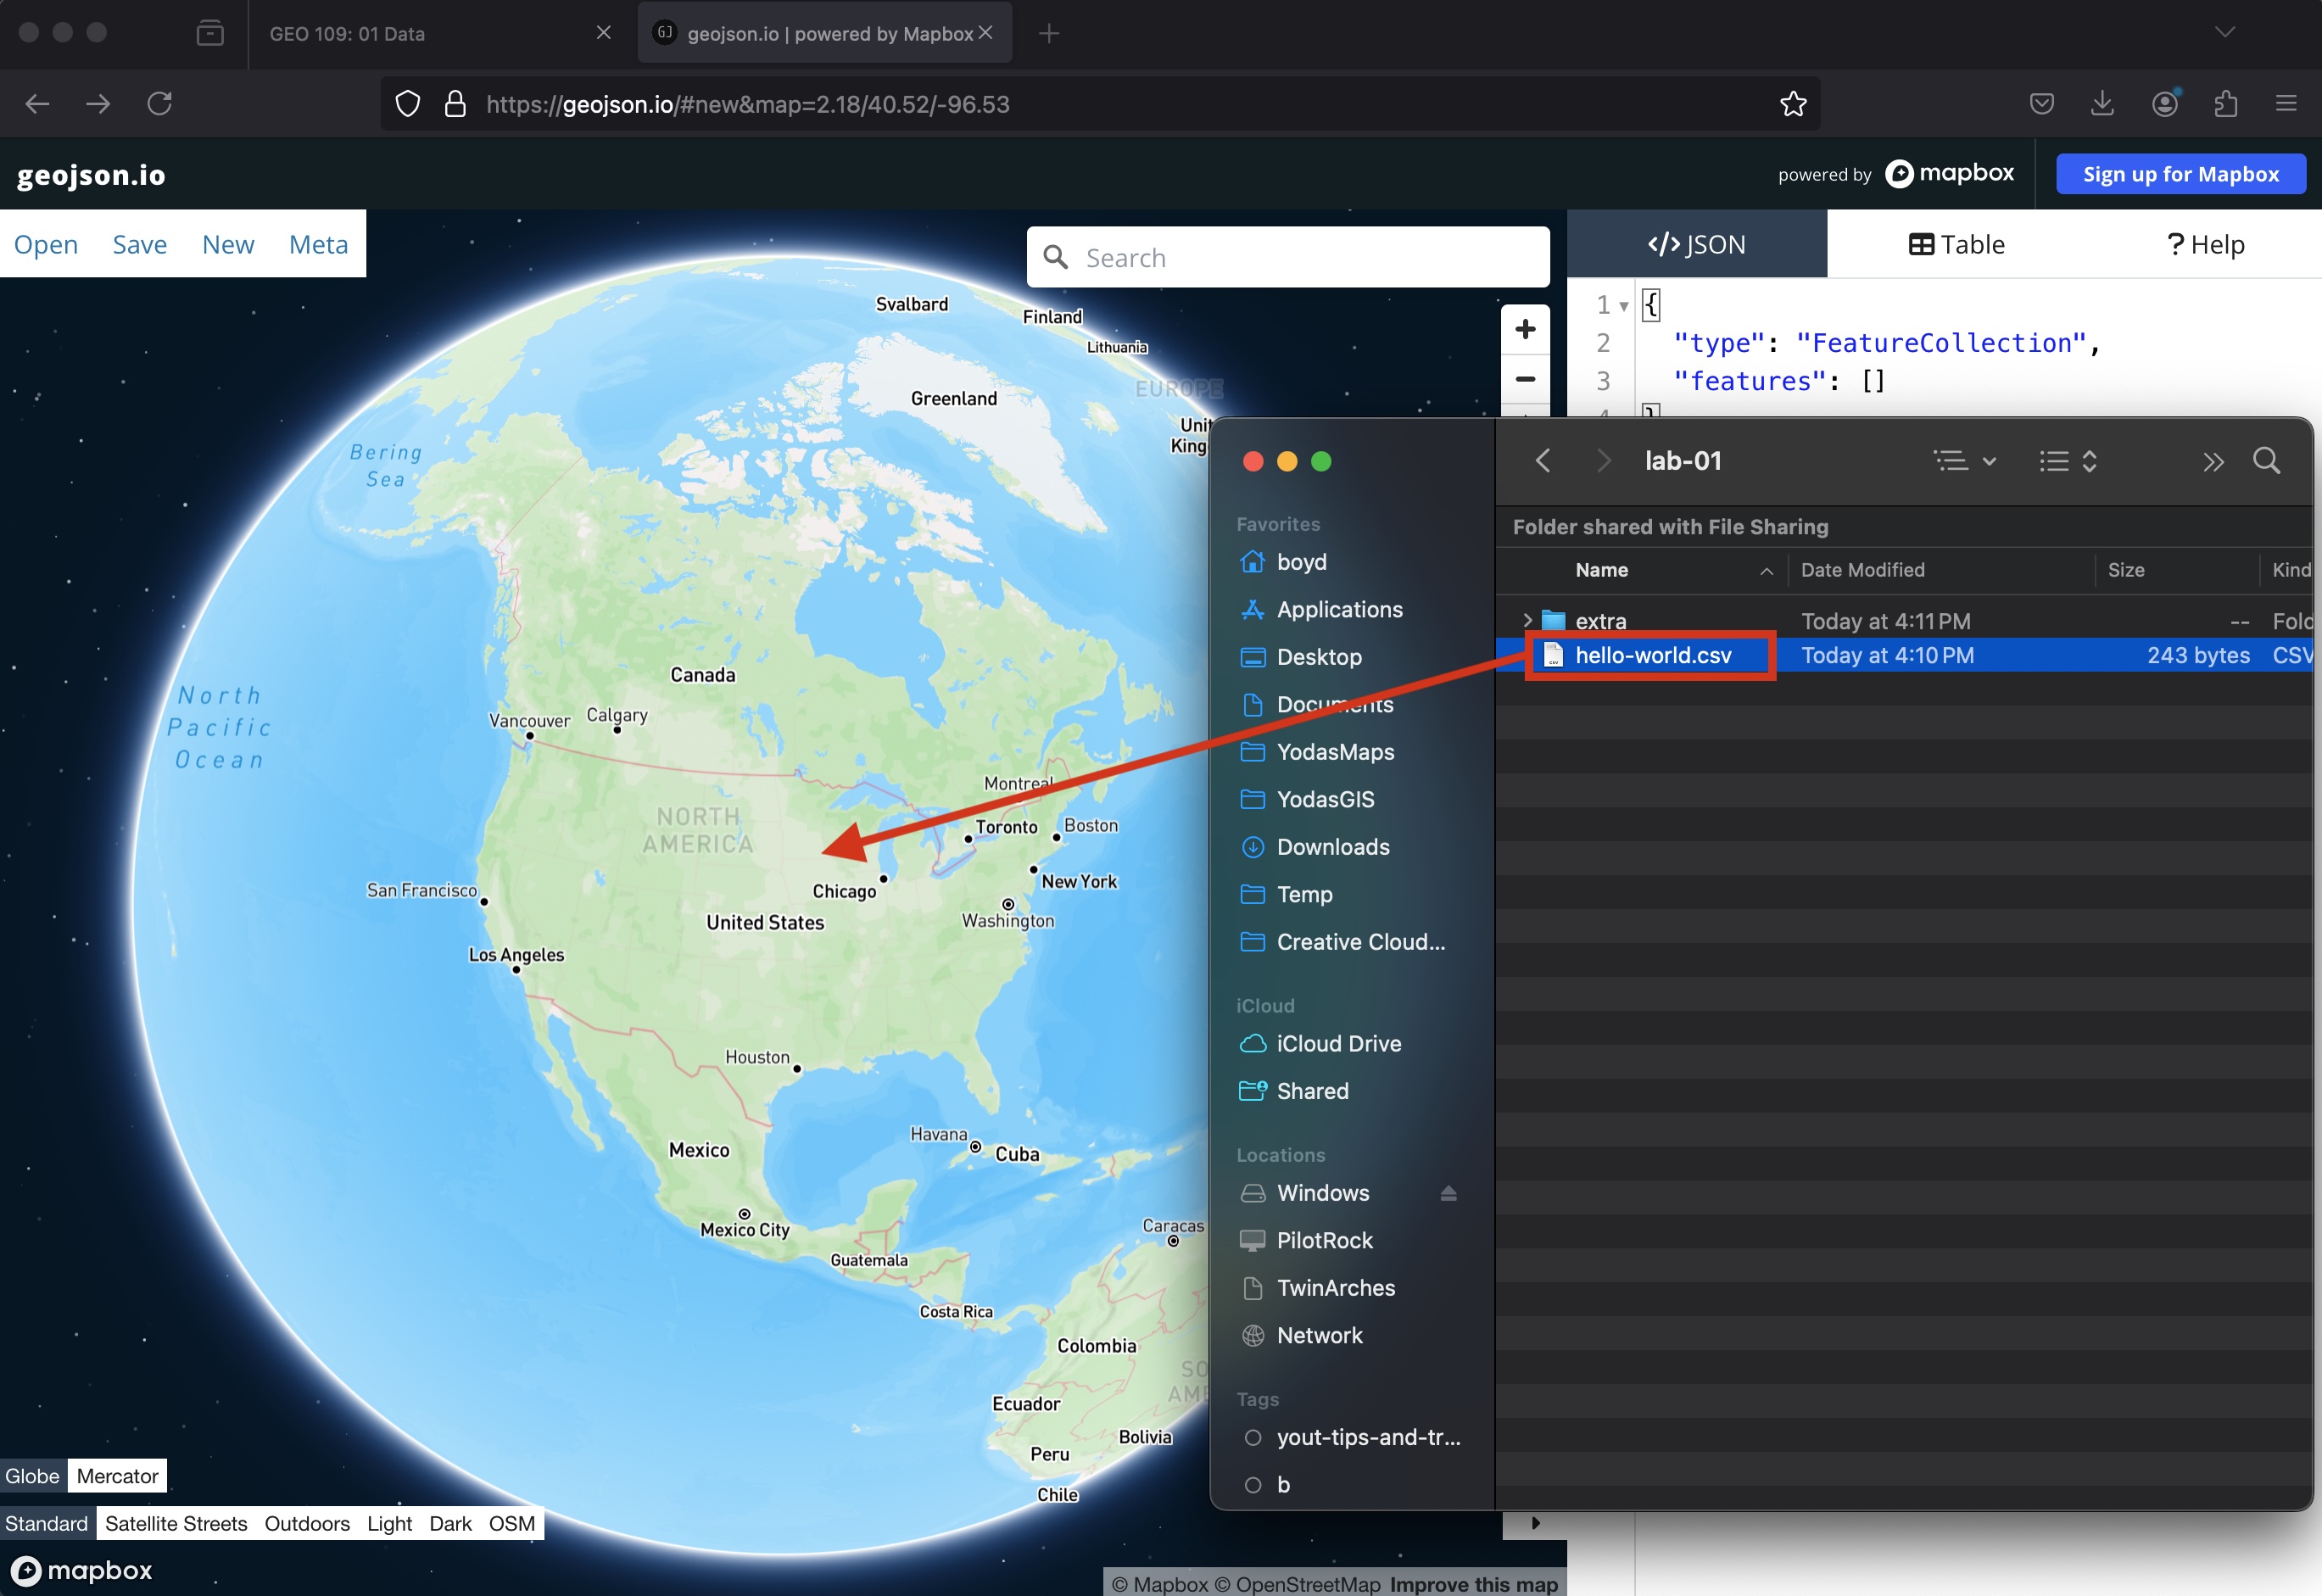 GEO 109: 01 Data
GJ
geojson.io | powered by Mapbox
https://geojson.io/#new&map=2.18/40.52/-96.53
geojson.io
powered by mapbox
Sign up for Mapbox
Open Save New Meta
Search
</> JSON
Table
? Help
1 {
2 "type": "FeatureCollection",
3 "features": []
4 }
Svalbard
Finland
Lithuania
EUROPE
Greenland
Bering
Sea
North
Pacific
Ocean
Canada
Vancouver
Calgary
NORTH
AMERICA
Montreal
Toronto
Boston
Chicago
New York
San Francisco
United States
Washington
Los Angeles
Houston
Havana
Cuba
Mexico
Mexico City
Caracas
Guatemala
Costa Rica
Colombia
Ecuador
Bolivia
Peru
Chile
Globe Mercator
Standard Satellite Streets Outdoors Light Dark OSM
mapbox
© Mapbox © OpenStreetMap Improve this map
lab-01
Folder shared with File Sharing
Name Date Modified Size Kind
extra Today at 4:11 PM --
hello-world.csv Today at 4:10 PM 243 bytes CSV
Favorites
boyd
Applications
Desktop
Documents
YodasMaps
YodasGIS
Downloads
Temp
Creative Cloud...
iCloud
iCloud Drive
Shared
Locations
Windows
PilotRock
TwinArches
Network
Tags
yout-tips-and-tr...
b